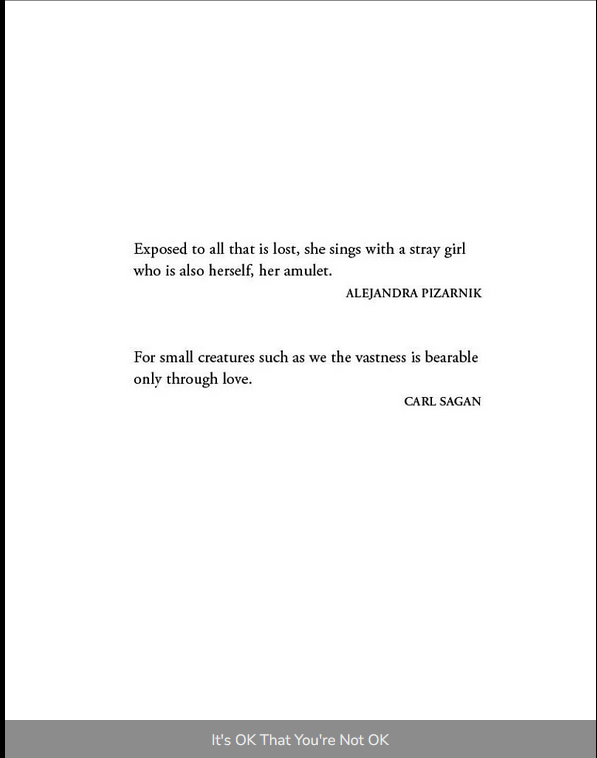 Exposed to all that is lost, she sings with a stray girl
who is also herself, her amulet.
ALEJANDRA PIZARNIK
For small creatures such as we the vastness is bearable
only through love.
CARL SAGAN
It's OK That You're Not OK